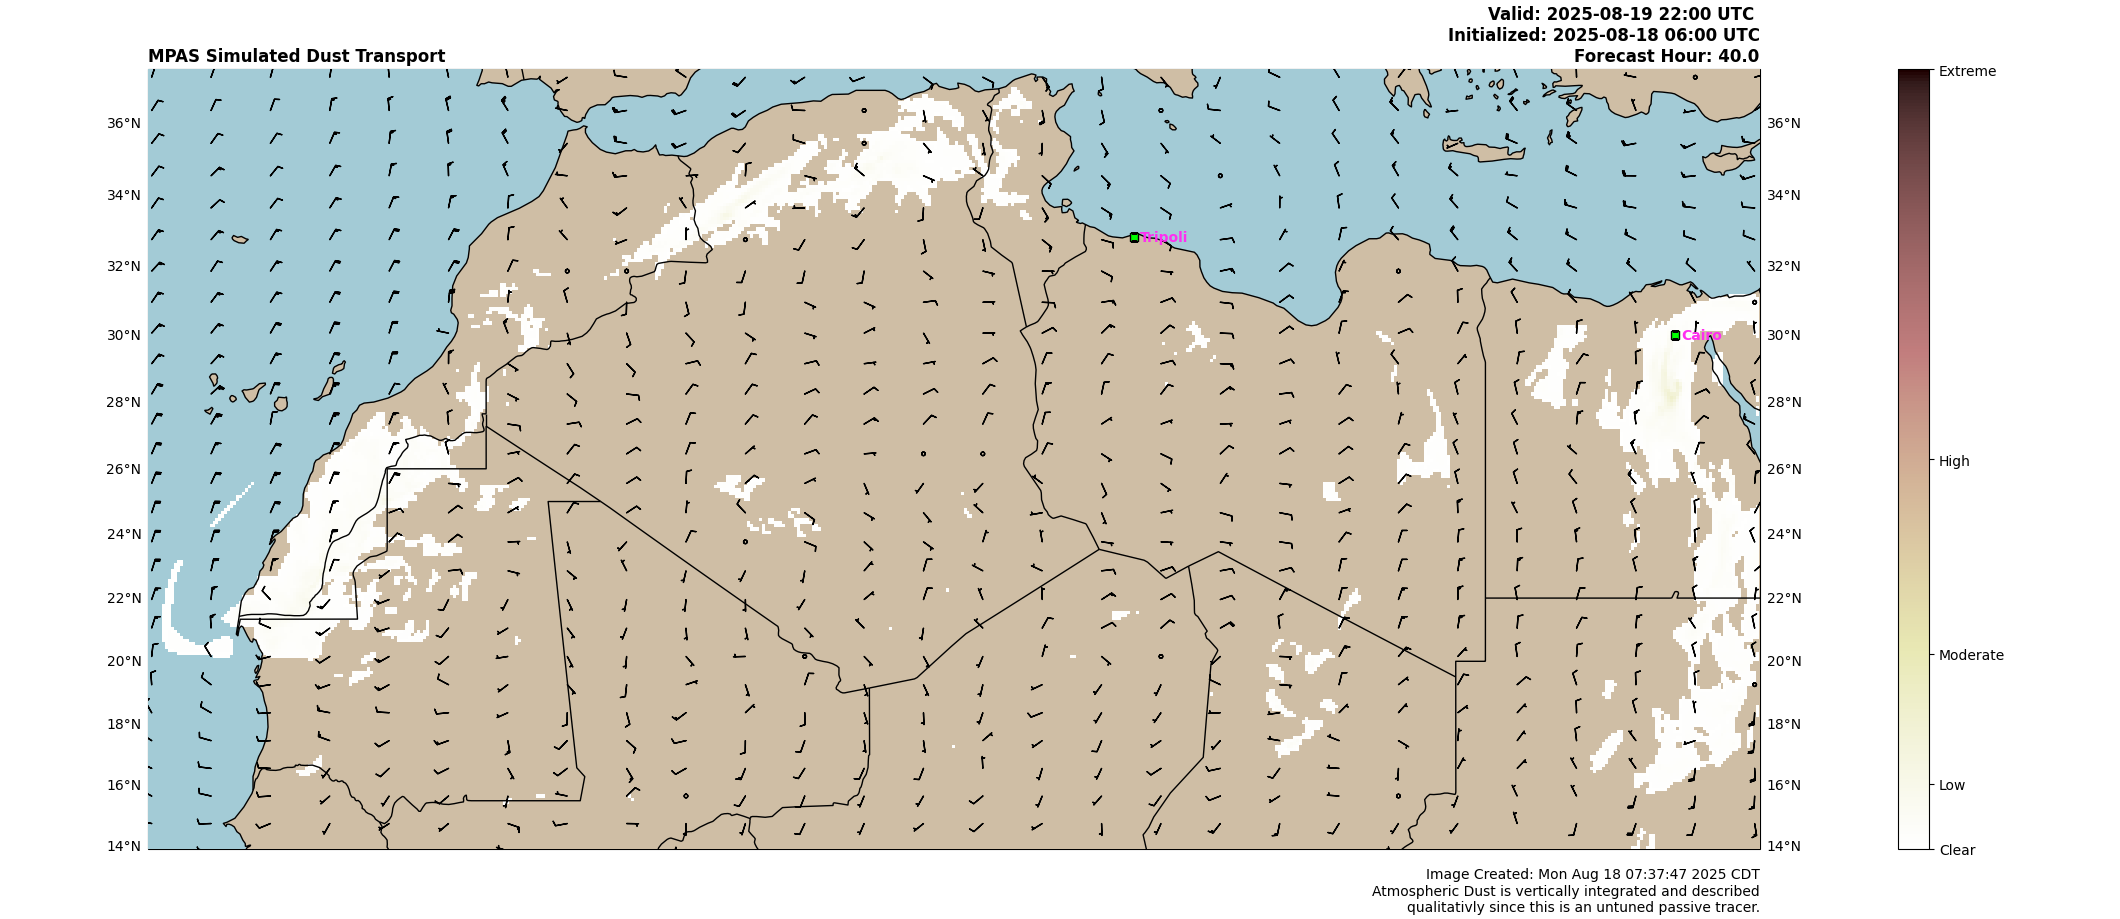 Valid: 2025-08-19 22:00 UTC
Initialized: 2025-08-18 06:00 UTC
MPAS Simulated Dust Transport
Forecast Hour: 40.0
Extreme
36°N
36°N
34°N
34°N
Tripoli
32°N
32°N
30°N
Cairo
30°N
28°N
28°N
26°N
26°N
High
24°N
24°N
22°N
22°N
20°N
20°N
Moderate
18°N
18°N
16°N
16°N
Low
14°N
14°N
Clear
Image Created: Mon Aug 18 07:37:47 2025 CDT
Atmospheric Dust is vertically integrated and described
qualitativly since this is an untuned passive tracer.